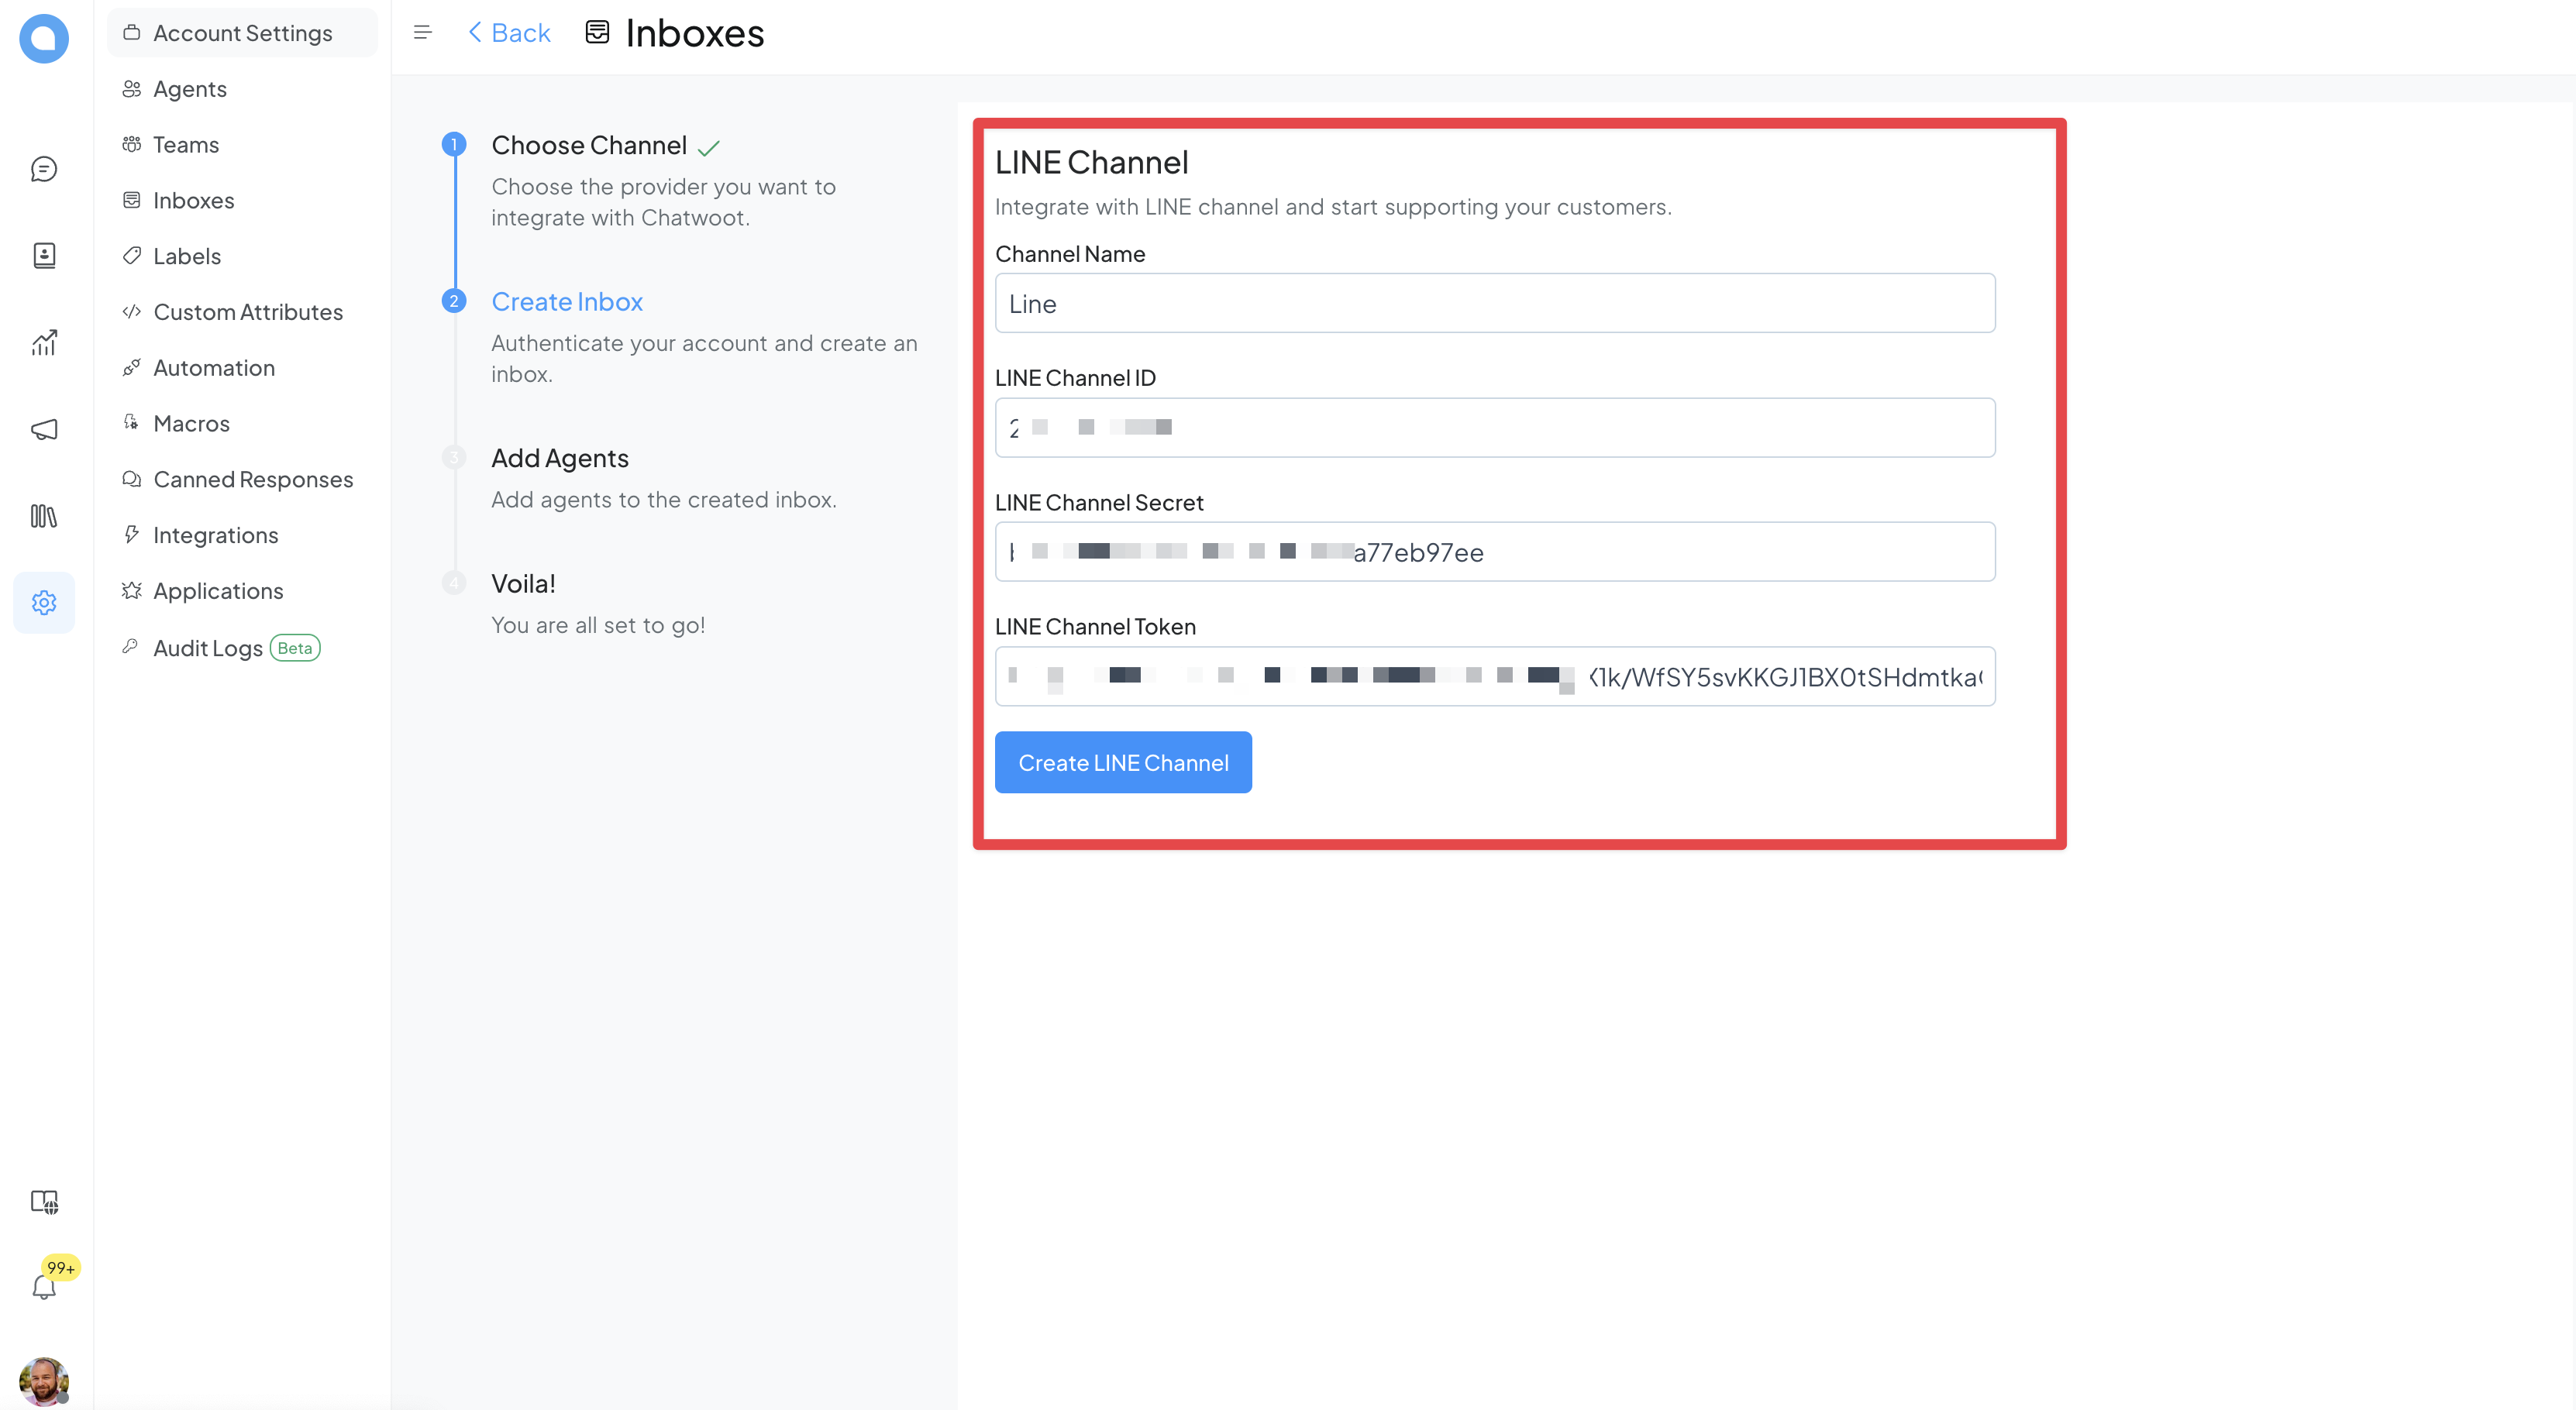 Account Settings
Agents
Teams
Inboxes
Labels
Custom Attributes
Automation
Macros
Canned Responses
Integrations
Applications
Audit Logs Beta
99+
Back Inboxes
1 Choose Channel
Choose the provider you want to
integrate with Chatwoot.
2 Create Inbox
Authenticate your account and create an
inbox.
3 Add Agents
Add agents to the created inbox.
4 Voila!
You are all set to go!
LINE Channel
Integrate with LINE channel and start supporting your customers.
Channel Name
Line
LINE Channel ID
2
LINE Channel Secret
a77eb97ee
LINE Channel Token
1k/WfSY5svKKGJ1BX0tSHdmtka
Create LINE Channel